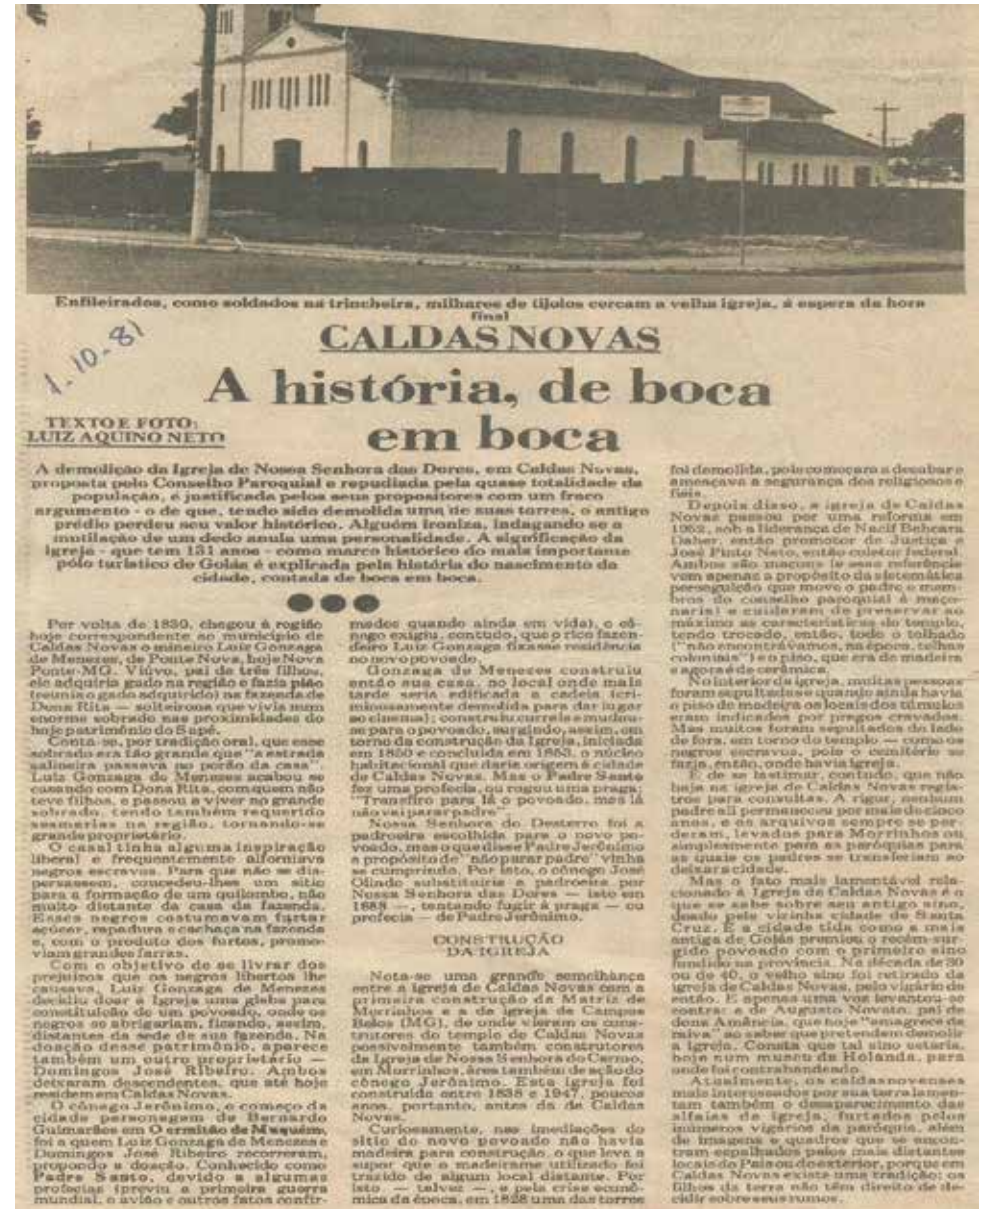 Enfileirados, como soldados na trincheira, milhares de tijolos cercam a velha igreja, á espera da hora
final
1.10.81
CALDAS NOVAS
A história, de boca
em boca
TEXTO E FOTO:
LUIZ AQUINO NETO
A demolição da Igreja de Nossa Senhora das Dores, em Caldas Novas,
proposta pelo Conselho Paroquial e repudiada pela quase totalidade da
população, é justificada pelos seus propositores com um fraco
argumento - o de que, tendo sido demolida uma de suas torres, o antigo
prédio perdeu seu valor histórico. Alguém ironiza, indagando se a
mutilação de um dedo anula uma personalidade. A significação da
igreja - que tem 131 anos - como marco histórico do mais importante
pólo turístico de Goiás é explicada pela história do nascimento da
cidade, contada de boca em boca.
Por volta de 1830, chegou á região
hoje correspondente ao município de
Caldas Novas o mineiro Luiz Gonzaga
de Menezes, de Ponte Nova, hoje Nova
Ponte-MG. Viúvo, pai de três filhos,
ele adquiria gado na região e fazia pião
(reunia o gado adquirido) na fazenda de
Dona Rita — solteirona que vivia num
enorme sobrado nas proximidades do
hoje patrimônio do Sapé.
Conta-se, por tradição oral, que esse
sobrado era tão grande que "a estrada
salineira passava no porão da casa".
Luiz Gonzaga de Menezes acabou se
casando com Dona Rita, com quem não
teve filhos, e passou a viver no grande
sobrado, tendo também requerido
sesmarias na região, tornando-se
grande proprietário.
O casal tinha alguma inspiração
liberal e frequentemente alforriava
negros escravos. Para que não se dis-
persassem, concedeu-lhes um sítio
para a formação de um quilombo, não
muito distante da casa da fazenda.
Esses negros costumavam furtar
açúcar, rapadura e cachaça na fazenda
e, com o produto dos furtos, promo-
viam grandes farras.
Com o objetivo de se livrar dos
prejuízos que os negros libertos lhe
causava, Luiz Gonzaga de Menezes
decidiu doar á Igreja uma gleba para
constituição de um povoado, onde os
negros se abrigariam, ficando, assim,
distantes da sede de sua fazenda. Na
doação desse patrimônio, aparece
também um outro proprietário —
Domingos José Ribeiro. Ambos
deixaram descendentes, que até hoje
residem em Caldas Novas.
O cônego Jerônimo, o começo da
cidade personagem de Bernardo
Guimarães em O ermitão de Muquém,
foi a quem Luiz Gonzaga de Menezes e
Domingos José Ribeiro recorreram,
propondo a doação. Conhecido como
Padre Santo, devido a algumas
profecias (previu a primeira guerra
mundial, o avião e outros fatos confir-
mados quando ainda em vida), o cô-
nego exigiu, contudo, que o rico fazen-
deiro Luiz Gonzaga fixasse residência
no novo povoado.
Gonzaga de Menezes construiu
então sua casa, no local onde mais
tarde seria edificada a cadeia (cri-
minosamente demolida para dar lugar
ao cinema); construiu currais e mudou-
se para o povoado, surgindo, assim, em
torno da construção da Igreja, iniciada
em 1850 e concluída em 1853, o núcleo
habitacional que daria origem á cidade
de Caldas Novas. Mas o Padre Santo
fez uma profecia, ou rogou uma praga:
"Transfiro para lá o povoado, mas lá
não vai parar padre".
Nossa Senhora do Desterro foi a
padroeira escolhida para o novo po-
voado, mas o que disse Padre Jerônimo
a propósito de "não parar padre" vinha
se cumprindo. Por isto, o cônego José
Olindo substituiria a padroeira por
Nossa Senhora das Dores — isto em
1888 —, tentando fugir á praga — ou
profecia — de Padre Jerônimo.
CONSTRUÇÃO
DA IGREJA
Nota-se uma grande semelhança
entre a igreja de Caldas Novas com a
primeira construção da Matriz de
Morrinhos e a de igreja de Campos
Belos (MG), de onde vieram os cons-
trutores do templo de Caldas Novas
possivelmente também construtores
da Igreja de Nossa Senhora do Carmo,
em Morrinhos, área também de ação do
cônego Jerônimo. Esta igreja foi
construída entre 1838 e 1947, poucos
anos, portanto, antes da de Caldas
Novas.
Curiosamente, nas imediações do
sítio do novo povoado não havia
madeira para construção, o que leva a
supor que o madeirame utilizado foi
trazido de algum local distante. Por
isto — talvez —, e pela crise econô-
mica da época, em 1828 uma das torres
foi demolida, pois começara a desabar e
ameaçava a segurança dos religiosos e
fiéis.
Depois disso, a igreja de Caldas
Novas passou por uma reforma em
1952, sob a liderança de Nacif Behcara
Daher, então promotor de Justiça e
José Pinto Neto, então coletor federal.
Ambos são maçons (e essa referência
vem apenas a propósito da sistemática
perseguição que move o padre e mem-
bros do conselho paroquial á maço-
naria) e cuidaram de preservar ao
máximo as características do templo,
tendo trocado, então, todo o telhado
("não encontrávamos, na época, telhas
coloniais") e o piso, que era de madeira
e agora é de cerâmica.
No interior da igreja, muitas pessoas
foram sepultadas e quando ainda havia
o piso de madeira os locais dos túmulos
eram indicados por pregos cravados.
Mas muitos foram sepultados do lado
de fora, em torno do templo — como os
negros escravos, pois o cemitério se
fazia, então, onde havia igreja.
É de se lastimar, contudo, que não
haja na igreja de Caldas Novas regis-
tros para consultas. A rigor, nenhum
padre ali permaneceu por mais de cinco
anos, e os arquivos sempre se per-
deram, levados para Morrinhos ou
simplesmente para as paróquias para
as quais os padres se transferiam ao
deixar a cidade.
Mas o fato mais lamentável rela-
cionado á Igreja de Caldas Novas é o
que se sabe sobre seu antigo sino,
doado pela vizinha cidade de Santa
Cruz. E a cidade tida como a mais
antiga de Goiás premiou o recém-sur-
gido povoado com o primeiro sino
fundido na província. Na década de 30
ou de 40, o velho sino foi retirado da
igreja de Caldas Novas, pelo vigário de
então. E apenas uma voz levantou-se
contra: a de Augusto Novato, pai de
dona Amância, que hoje "emagrece de
raiva" ao saber que pretendem demolir
a igreja. Consta que tal sino estaria,
hoje num museu da Holanda, para
onde foi contrabandeado.
Atualmente, os caldasnovenses
mais interessados por sua terra lamen-
tam também o desaparecimento das
alfaias da igreja, furtadas pelos
inúmeros vigários da paróquia, além
de imagens e quadros que se encon-
tram espalhados pelos mais distantes
locais do País ou do exterior, porque em
Caldas Novas existe uma tradição: os
filhos da terra não têm direito de de-
cidir sobre seus rumos.